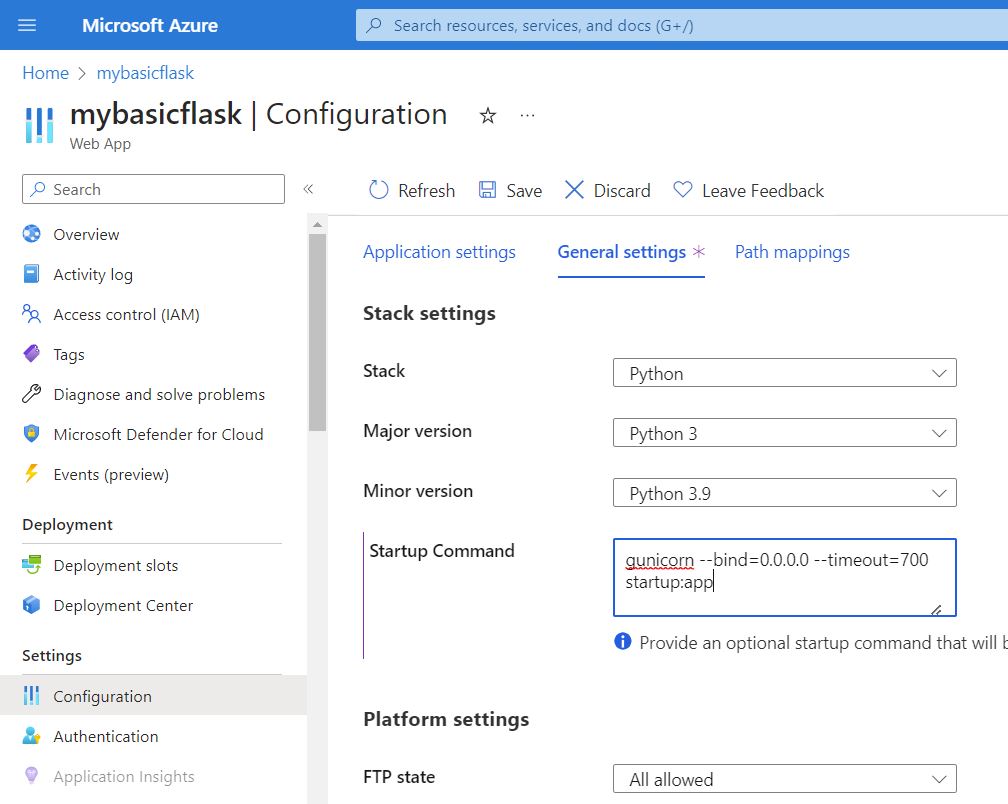 Microsoft Azure
Search resources, services, and docs (G+/)
Home > mybasicflask
mybasicflask | Configuration ☆ ...
Web App
Search «
Refresh Save Discard Leave Feedback
Overview
Activity log
Access control (IAM)
Tags
Diagnose and solve problems
Microsoft Defender for Cloud
Events (preview)
Deployment
Deployment slots
Deployment Center
Settings
Configuration
Authentication
Application Insights
Application settings General settings * Path mappings
Stack settings
Stack Python
Major version Python 3
Minor version Python 3.9
Startup Command gunicorn --bind=0.0.0.0 --timeout=700
startup:app
Provide an optional startup command that will
Platform settings
FTP state All allowed